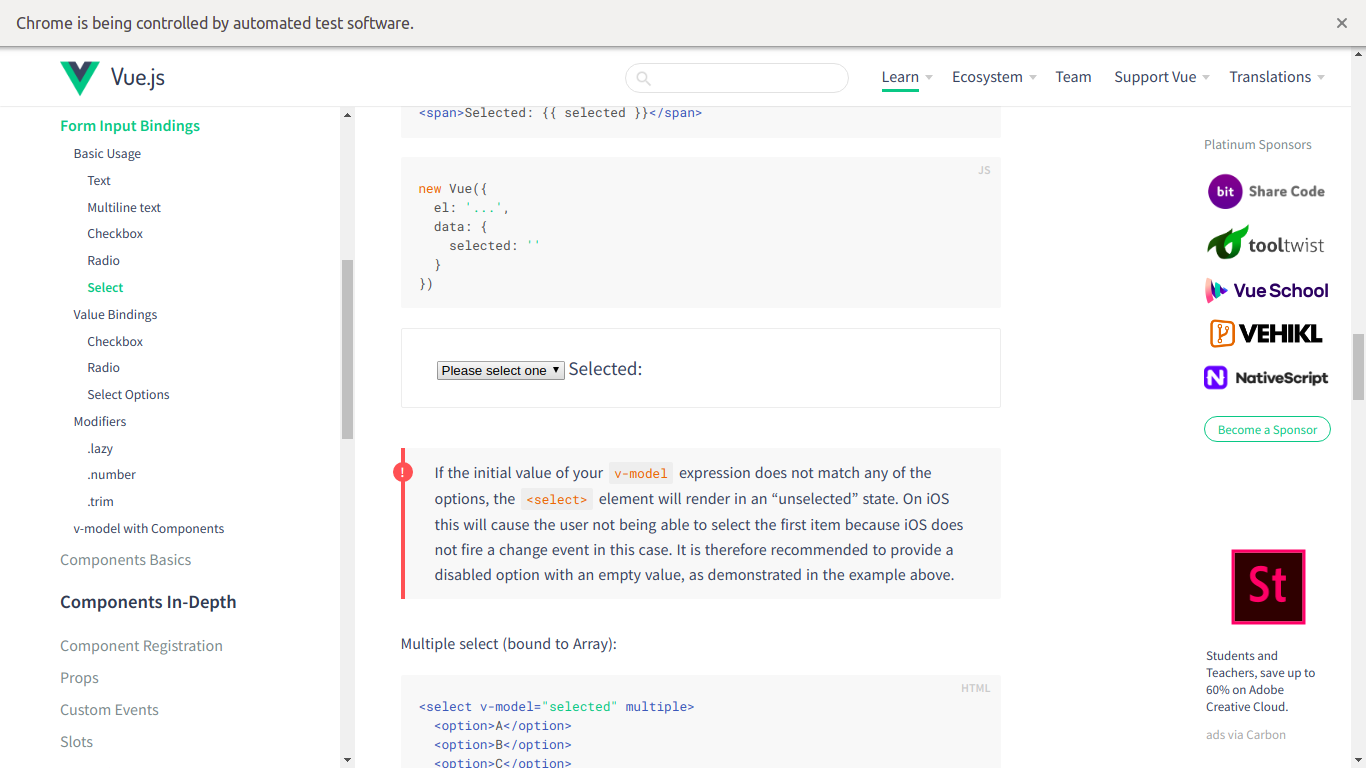 Chrome is being controlled by automated test software.
Vue.js
Learn
Ecosystem
Team
Support Vue
Translations
Form Input Bindings
Basic Usage
Text
Multiline text
Checkbox
Radio
Select
Value Bindings
Checkbox
Radio
Select Options
Modifiers
.lazy
.number
.trim
v-model with Components
Components Basics
Components In-Depth
Component Registration
Props
Custom Events
Slots
<span>Selected: {{ selected }}</span>
JS
new Vue({
  el: '...',
  data: {
    selected: ''
  }
})
Please select one
Selected:
!
If the initial value of your v-model expression does not match any of the
options, the <select> element will render in an “unselected” state. On iOS
this will cause the user not being able to select the first item because iOS does
not fire a change event in this case. It is therefore recommended to provide a
disabled option with an empty value, as demonstrated in the example above.
Multiple select (bound to Array):
HTML
<select v-model="selected" multiple>
  <option>A</option>
  <option>B</option>
  <option>C</option>
Platinum Sponsors
bit Share Code
tooltwist
Vue School
VEHIKL
N NativeScript
Become a Sponsor
St
Students and
Teachers, save up to
60% on Adobe
Creative Cloud.
ads via Carbon